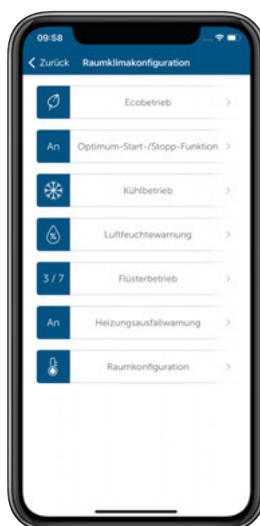 09:58
Zurück Raumklimakonfiguration
Ecobetrieb
An Optimum-Start-/Stopp-Funktion
Kühlbetrieb
% Luftfeuchtewarnung
3 / 7 Flüsterbetrieb
An Heizungsausfallwarnung
Raumkonfiguration